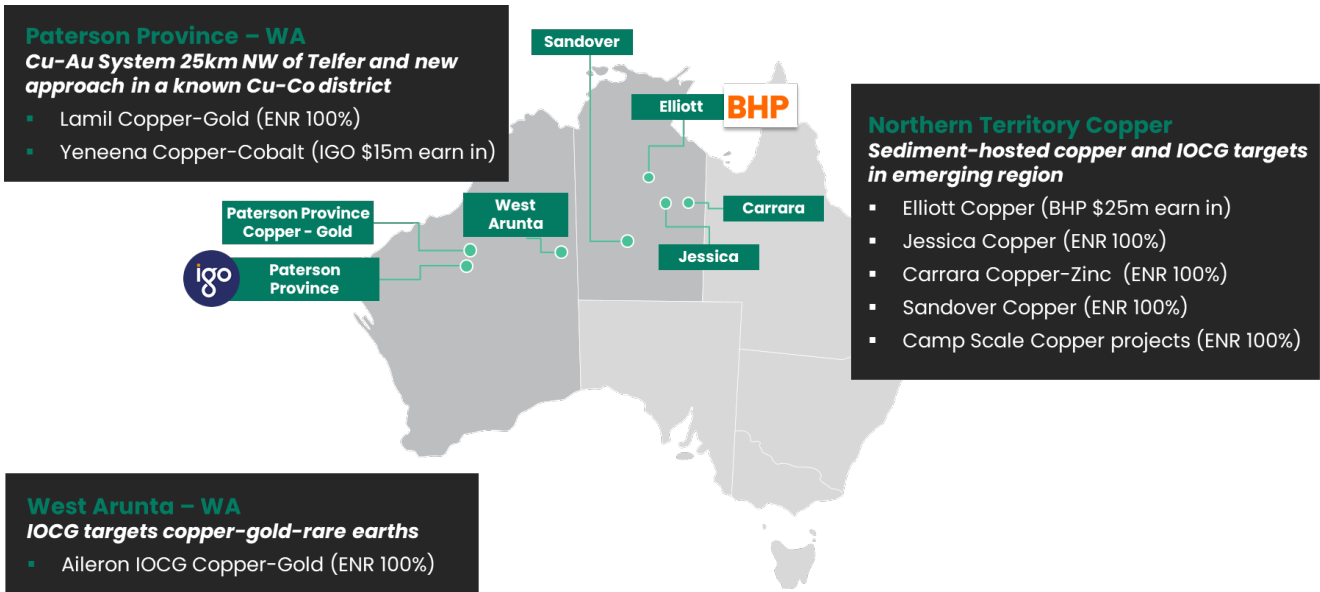 Paterson Province – WA
Cu-Au System 25km NW of Telfer and new
approach in a known Cu-Co district
▪ Lamil Copper-Gold (ENR 100%)
▪ Yeneena Copper-Cobalt (IGO $15m earn in)
Sandover
Elliott
BHP
West
Arunta
Paterson Province
Copper - Gold
igo
Paterson
Province
Carrara
Jessica
Northern Territory Copper
Sediment-hosted copper and IOCG targets
in emerging region
▪ Elliott Copper (BHP $25m earn in)
▪ Jessica Copper (ENR 100%)
▪ Carrara Copper-Zinc (ENR 100%)
▪ Sandover Copper (ENR 100%)
▪ Camp Scale Copper projects (ENR 100%)
West Arunta – WA
IOCG targets copper-gold-rare earths
▪ Aileron IOCG Copper-Gold (ENR 100%)